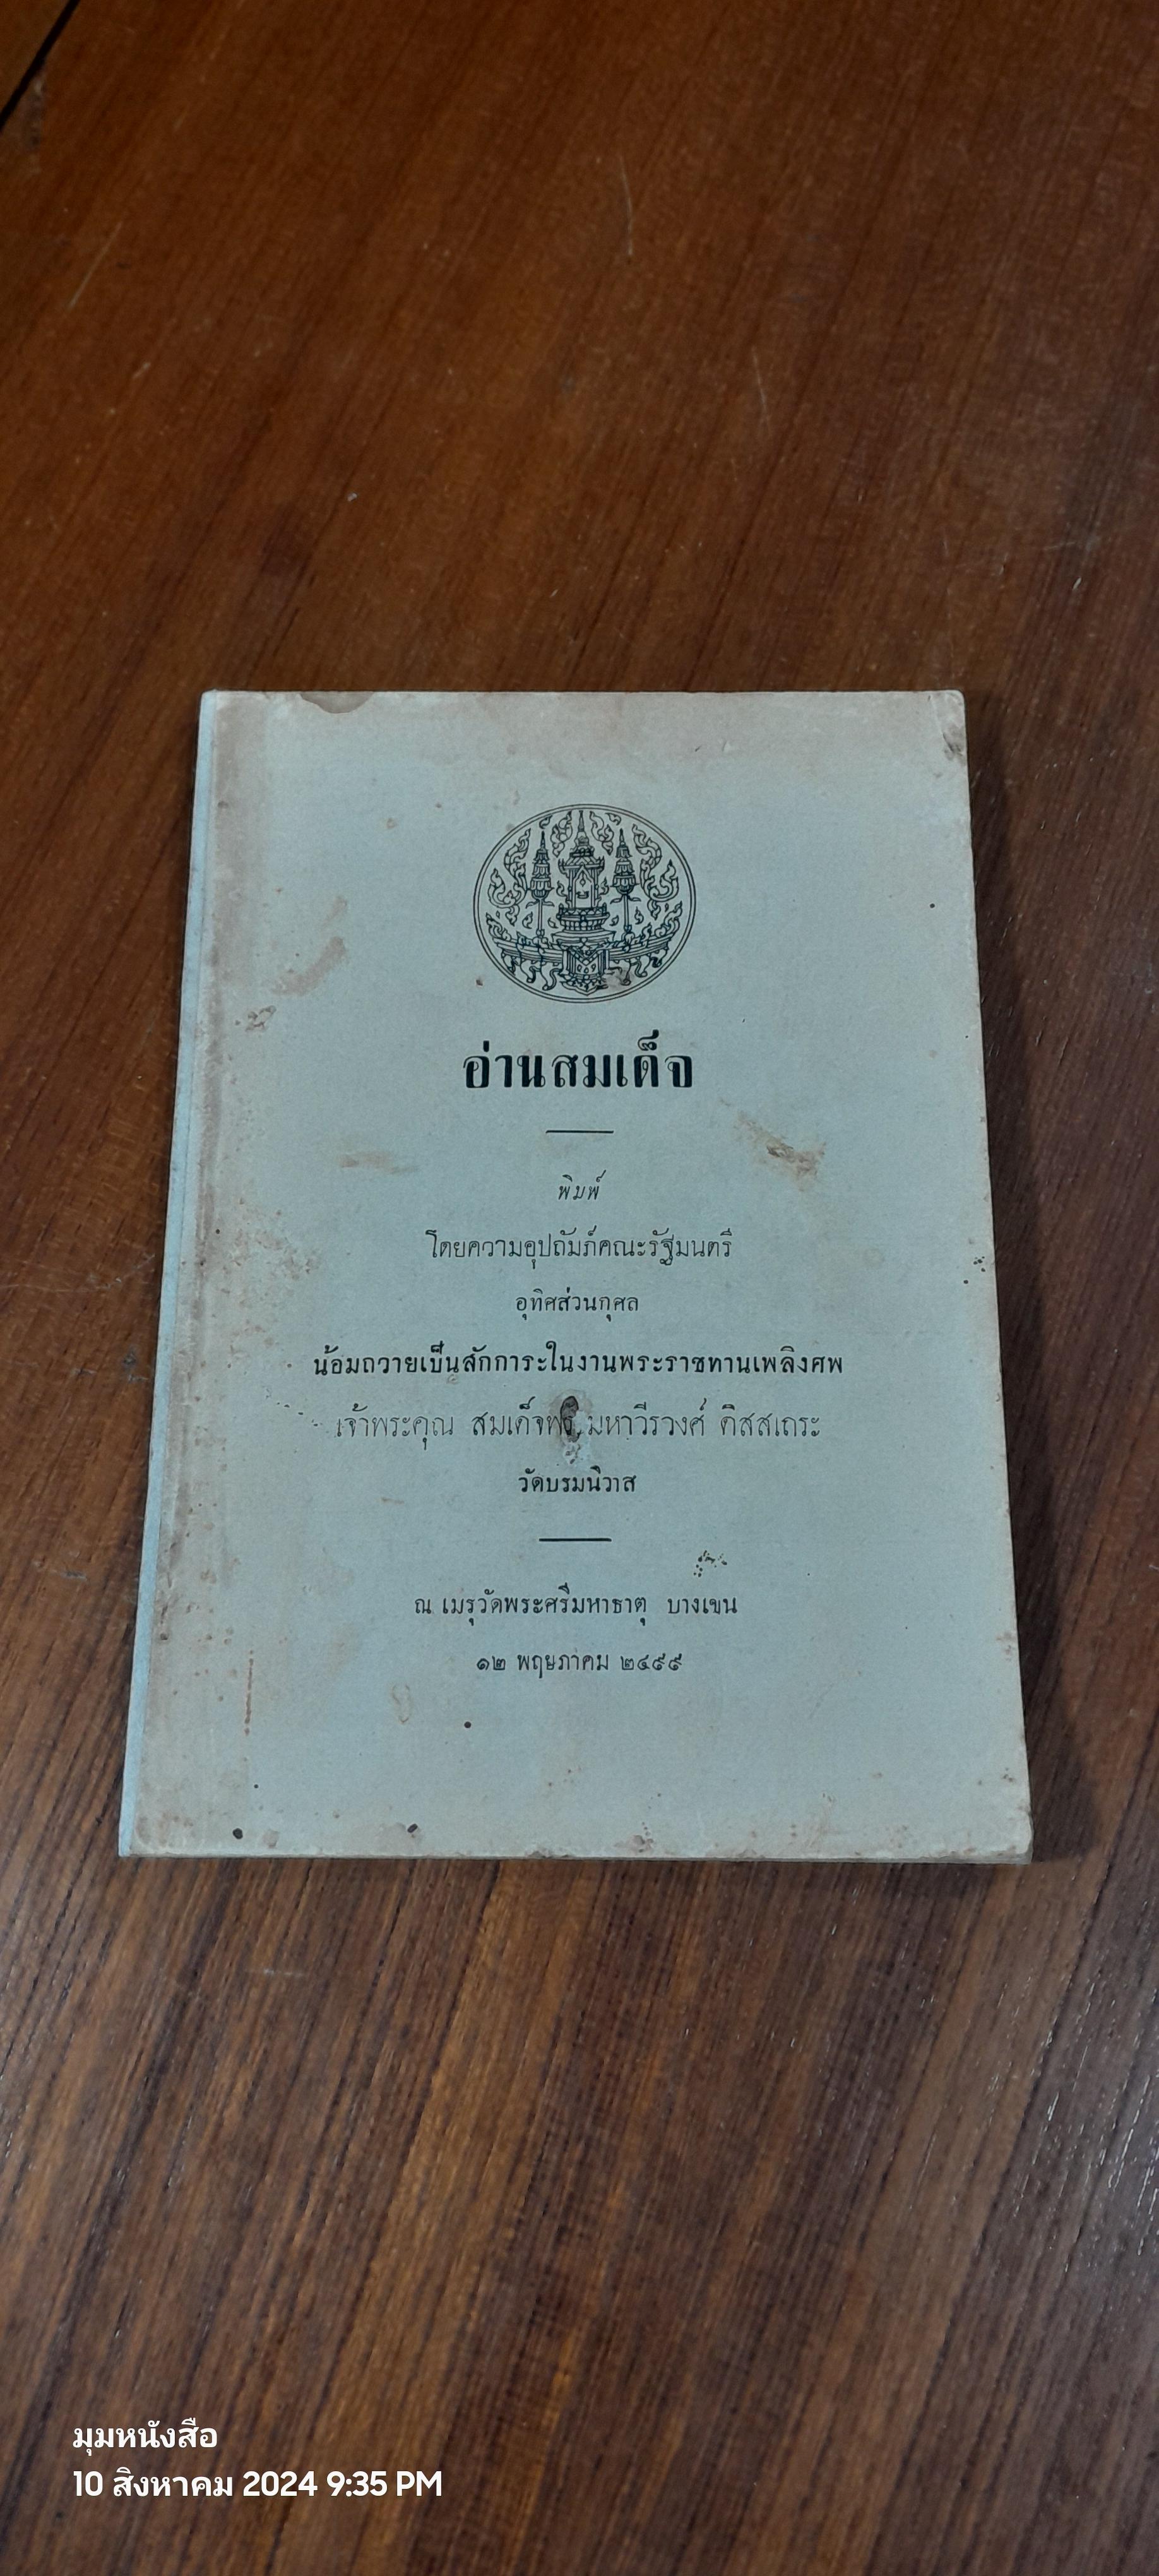 อ่านสมเด็จ
พิมพ์
โดยความอุปถัมภ์คณะรัฐมนตรี
อุทิศส่วนกุศล
น้อมถวายเป็นสักการะในงานพระราชทานเพลิงศพ
เจ้าพระคุณ สมเด็จพระมหาวีรวงศ์ ติสสเถระ
วัดบรมนิวาส
ณ เมรุวัดพระศรีมหาธาตุ บางเขน
๑๒ พฤษภาคม ๒๔๙๙
มุมหนังสือ
10 สิงหาคม 2024 9:35 PM